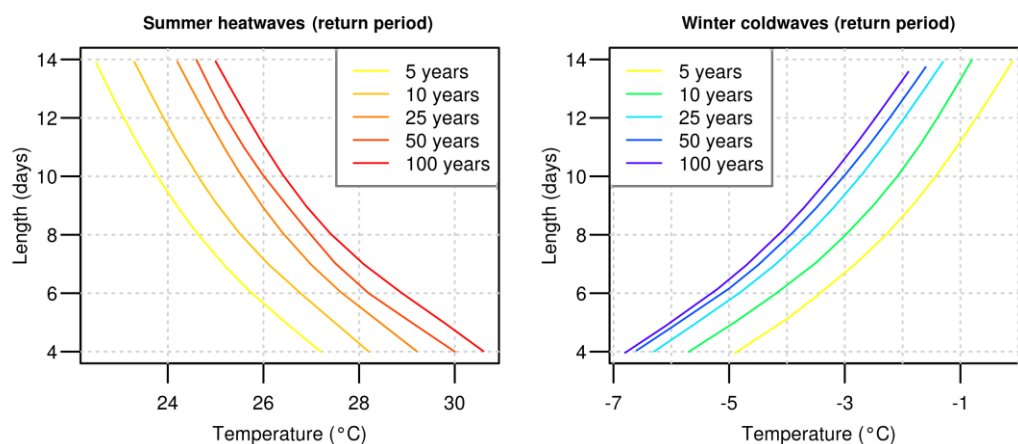 Summer heatwaves (return period)
14
12
10
8
6
4
Length (days)
5 years
10 years
25 years
50 years
100 years
24 26 28 30
Temperature (°C)
Winter coldwaves (return period)
14
12
10
8
6
4
Length (days)
5 years
10 years
25 years
50 years
100 years
-7 -5 -3 -1
Temperature (°C)